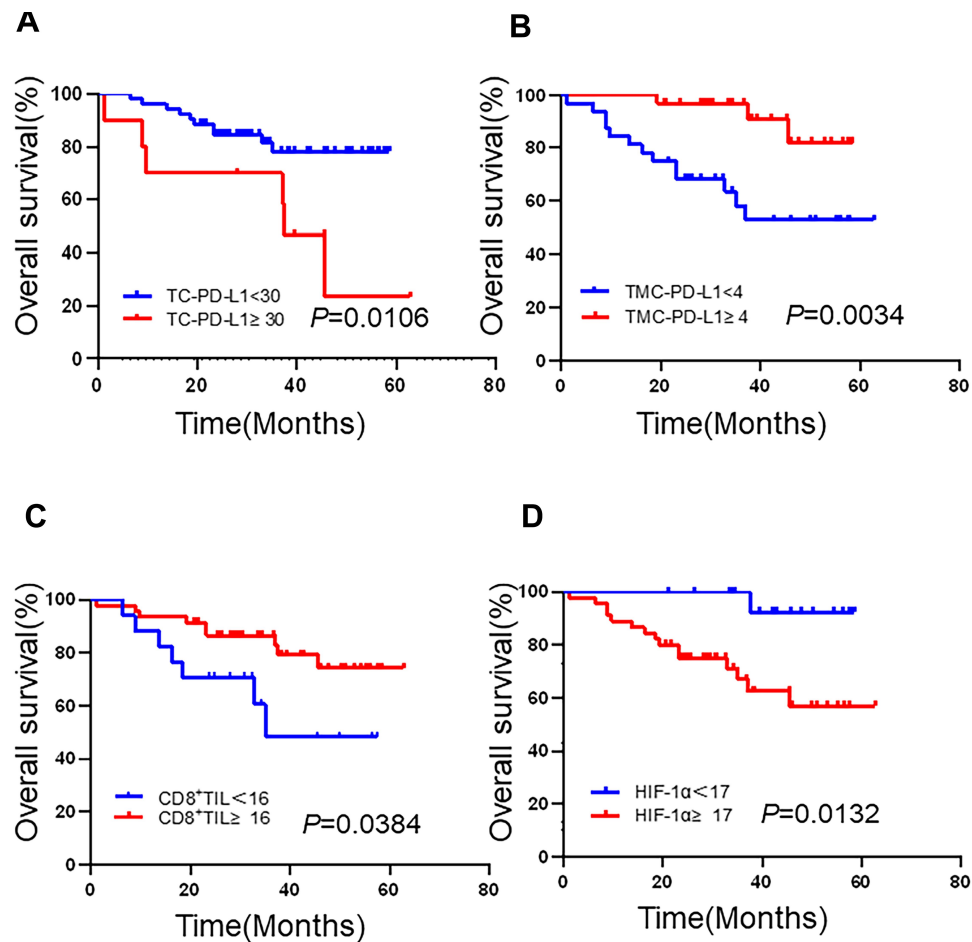 A
Overall survival(%)
100
80
60
40
20
0
TC-PD-L1<30
TC-PD-L1≥ 30
P=0.0106
0 20 40 60 80
Time(Months)
B
Overall survival(%)
100
80
60
40
20
0
TMC-PD-L1<4
TMC-PD-L1≥ 4
P=0.0034
0 20 40 60 80
Time(Months)
C
Overall survival(%)
100
80
60
40
20
0
CD8⁺TIL<16
CD8⁺TIL≥ 16
P=0.0384
0 20 40 60 80
Time(Months)
D
Overall survival(%)
100
80
60
40
20
0
HIF-1α<17
HIF-1α≥ 17
P=0.0132
0 20 40 60 80
Time(Months)